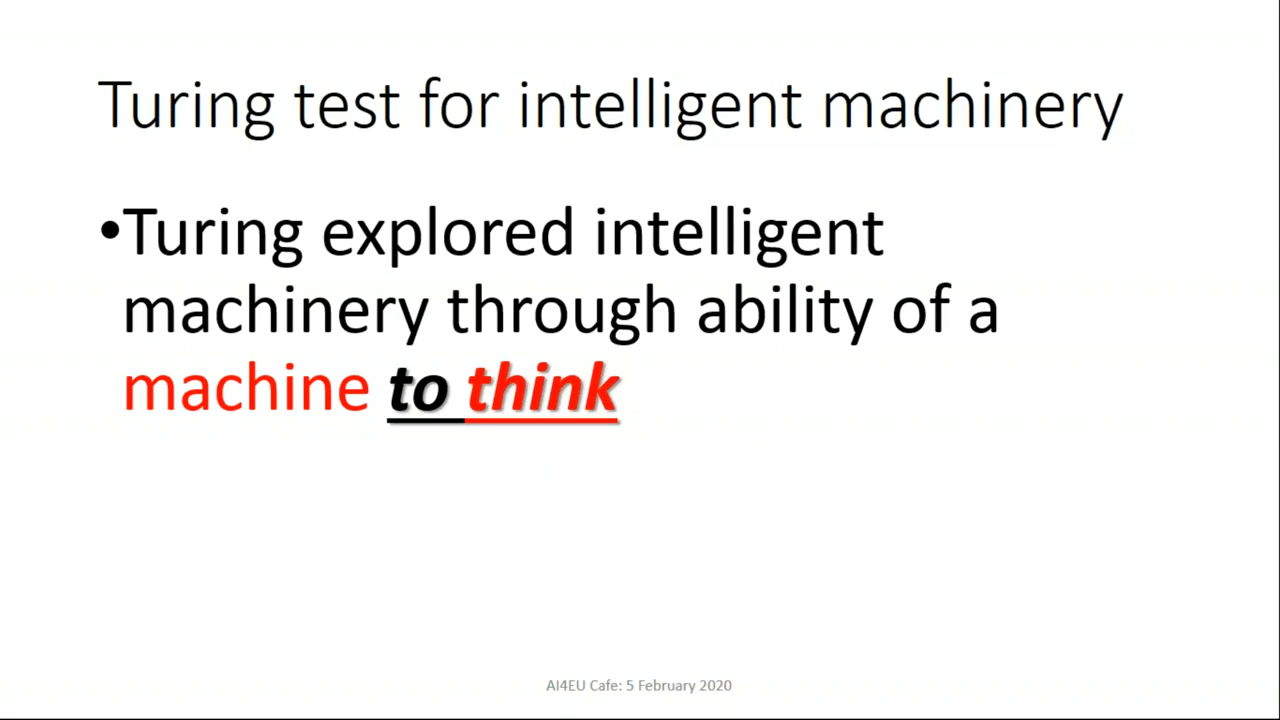 Turing test for intelligent machinery
•Turing explored intelligent
machinery through ability of a
machine to think
AI4EU Cafe: 5 February 2020